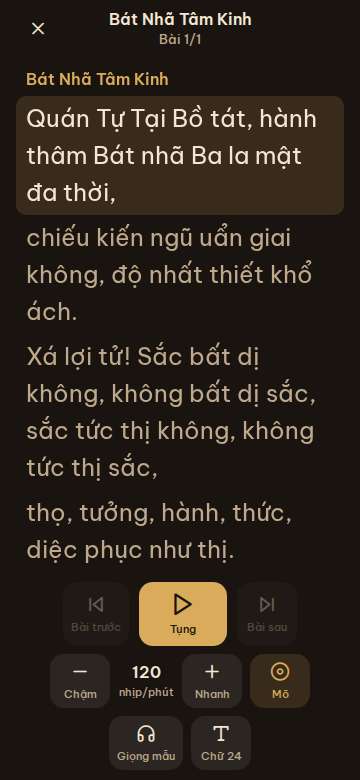 Bát Nhã Tâm Kinh
Bài 1/1
Bát Nhã Tâm Kinh
Quán Tự Tại Bồ tát, hành
thâm Bát nhã Ba la mật
đa thời,
chiếu kiến ngũ uẩn giai
không, độ nhất thiết khổ
ách.
Xá lợi tử! Sắc bất dị
không, không bất dị sắc,
sắc tức thị không, không
tức thị sắc,
thọ, tưởng, hành, thức,
diệc phục như thị.
Bài trước
Tụng
Bài sau
Chậm
120
nhịp/phút
Nhanh
Mõ
Giọng mẫu
Chữ 24